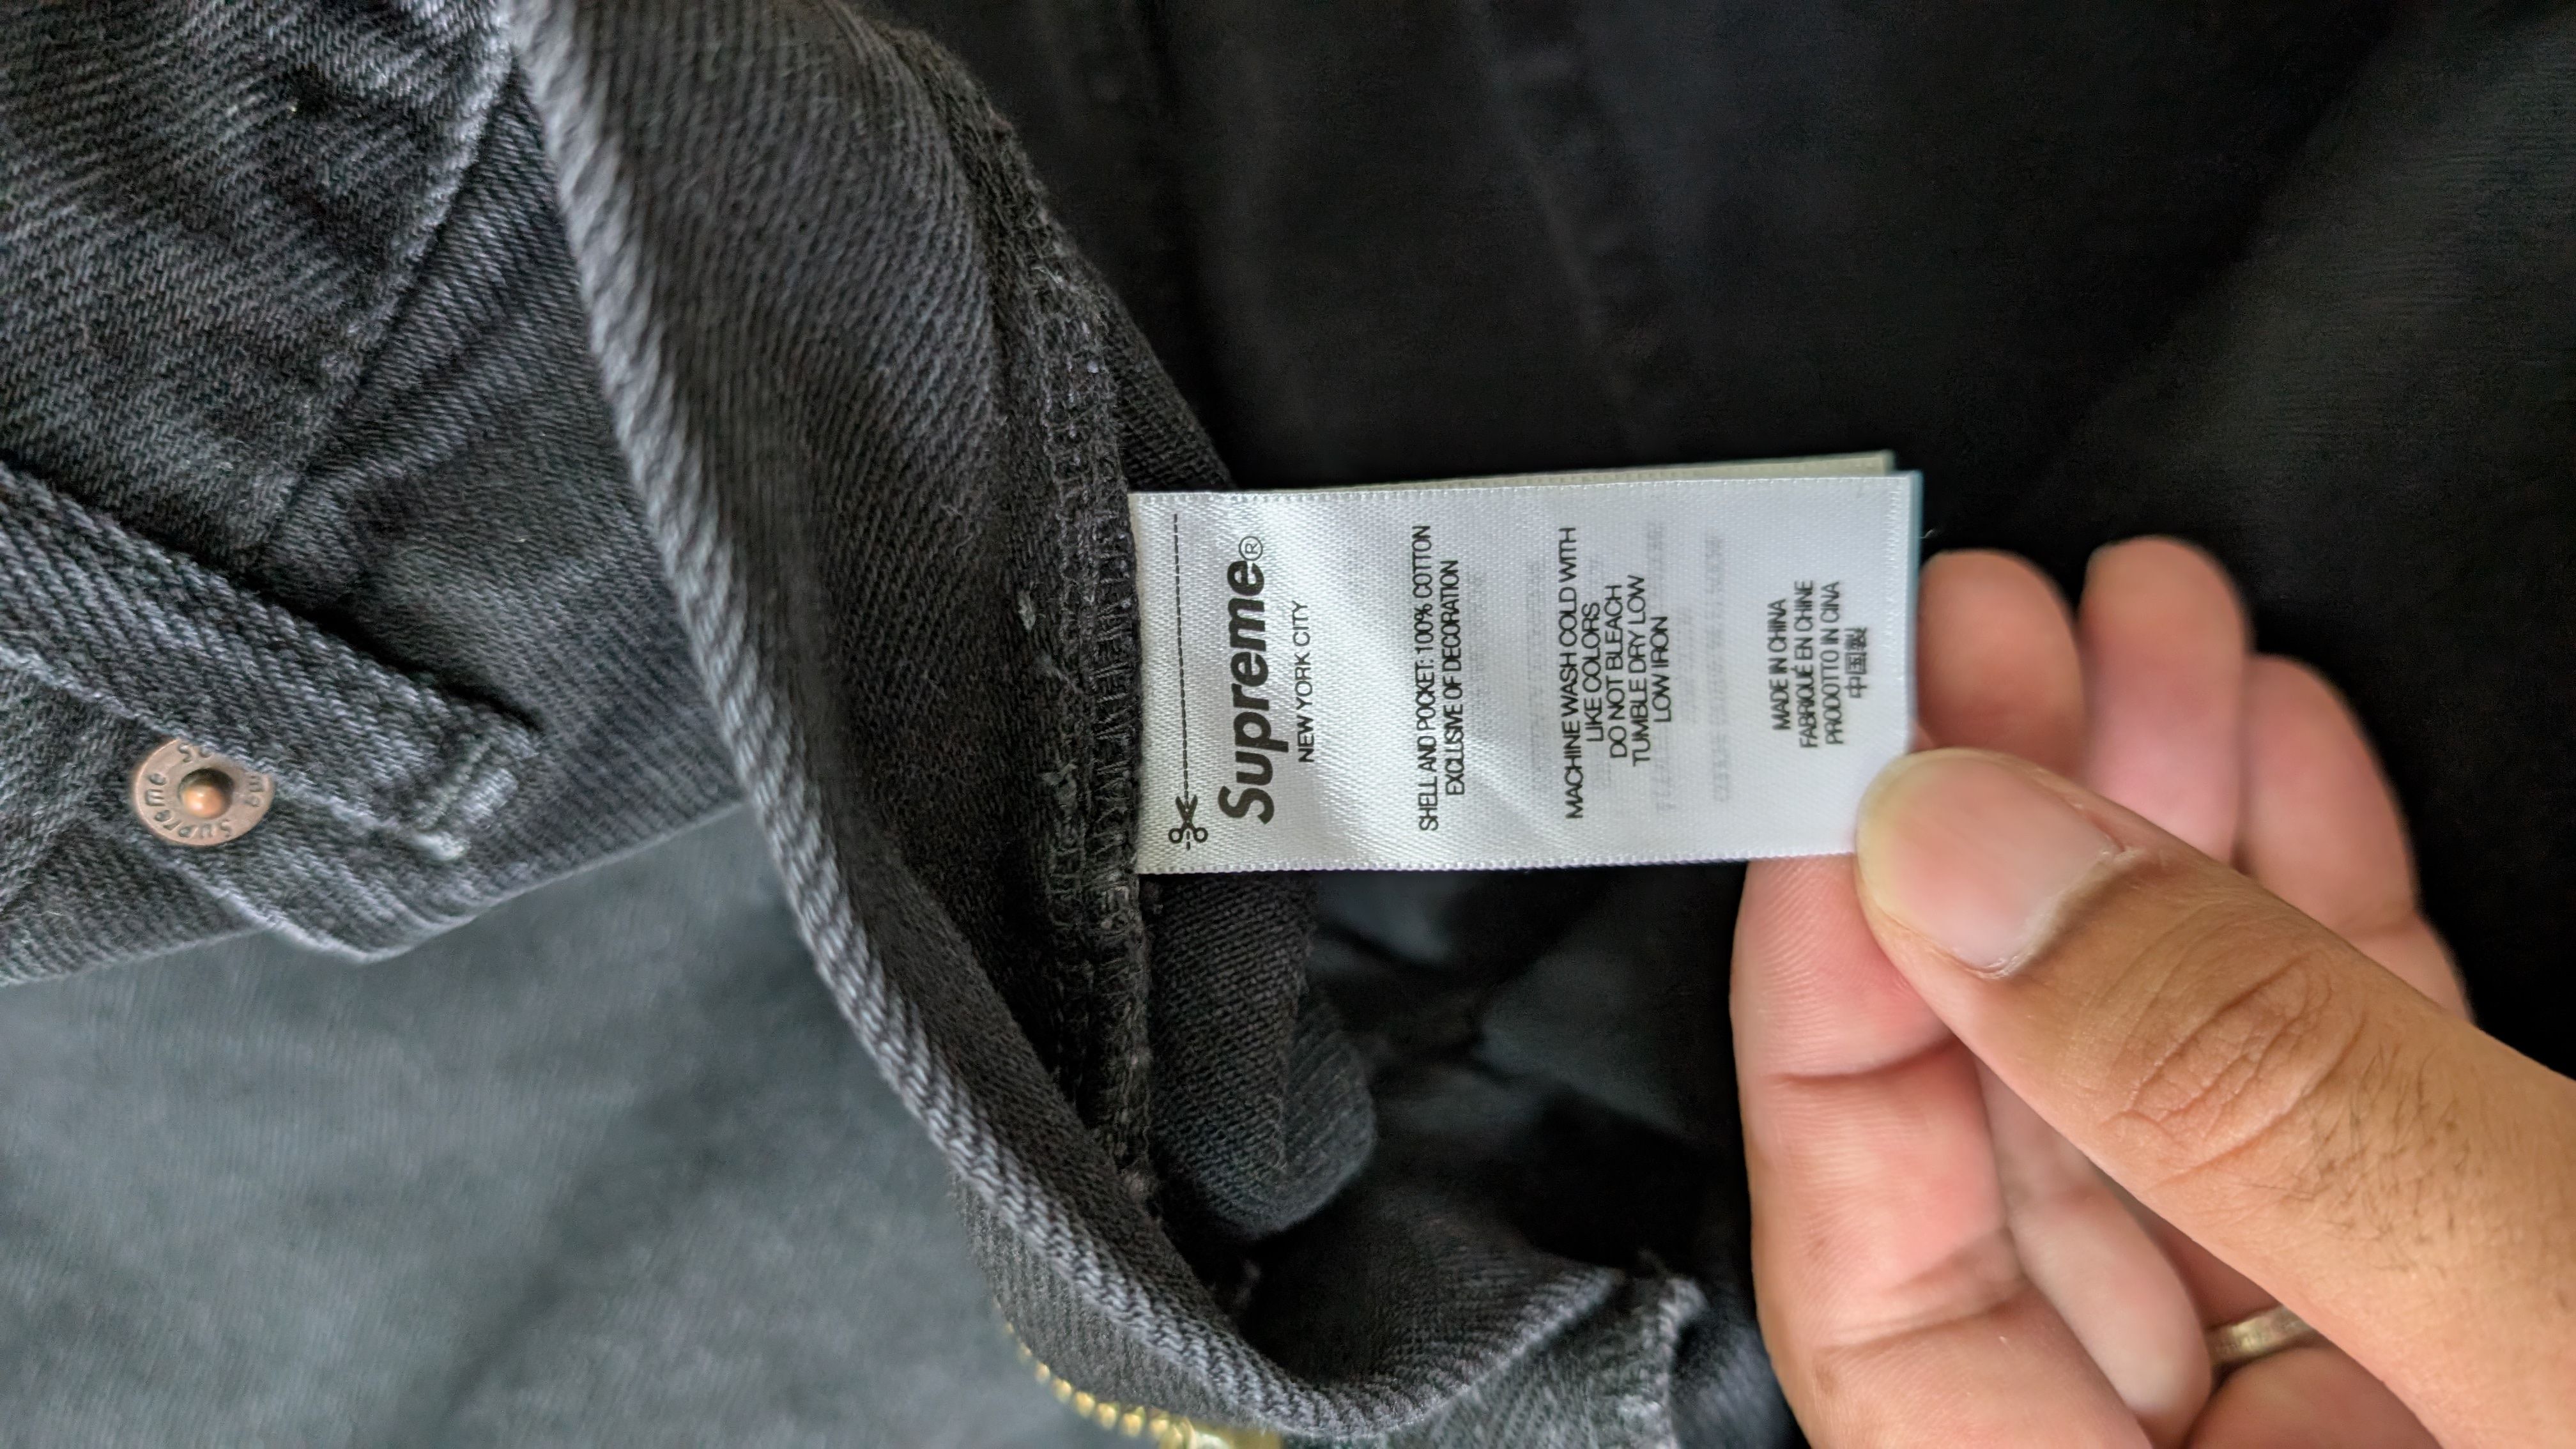 Supreme®
NEW YORK CITY
SHELL AND POCKET: 100% COTTON
EXCLUSIVE OF DECORATION
MACHINE WASH COLD WITH
LIKE COLORS
DO NOT BLEACH
TUMBLE DRY LOW
LOW IRON
MADE IN CHINA
FABRIQUÉ EN CHINE
PRODOTTO IN CINA
中国製
Supreme